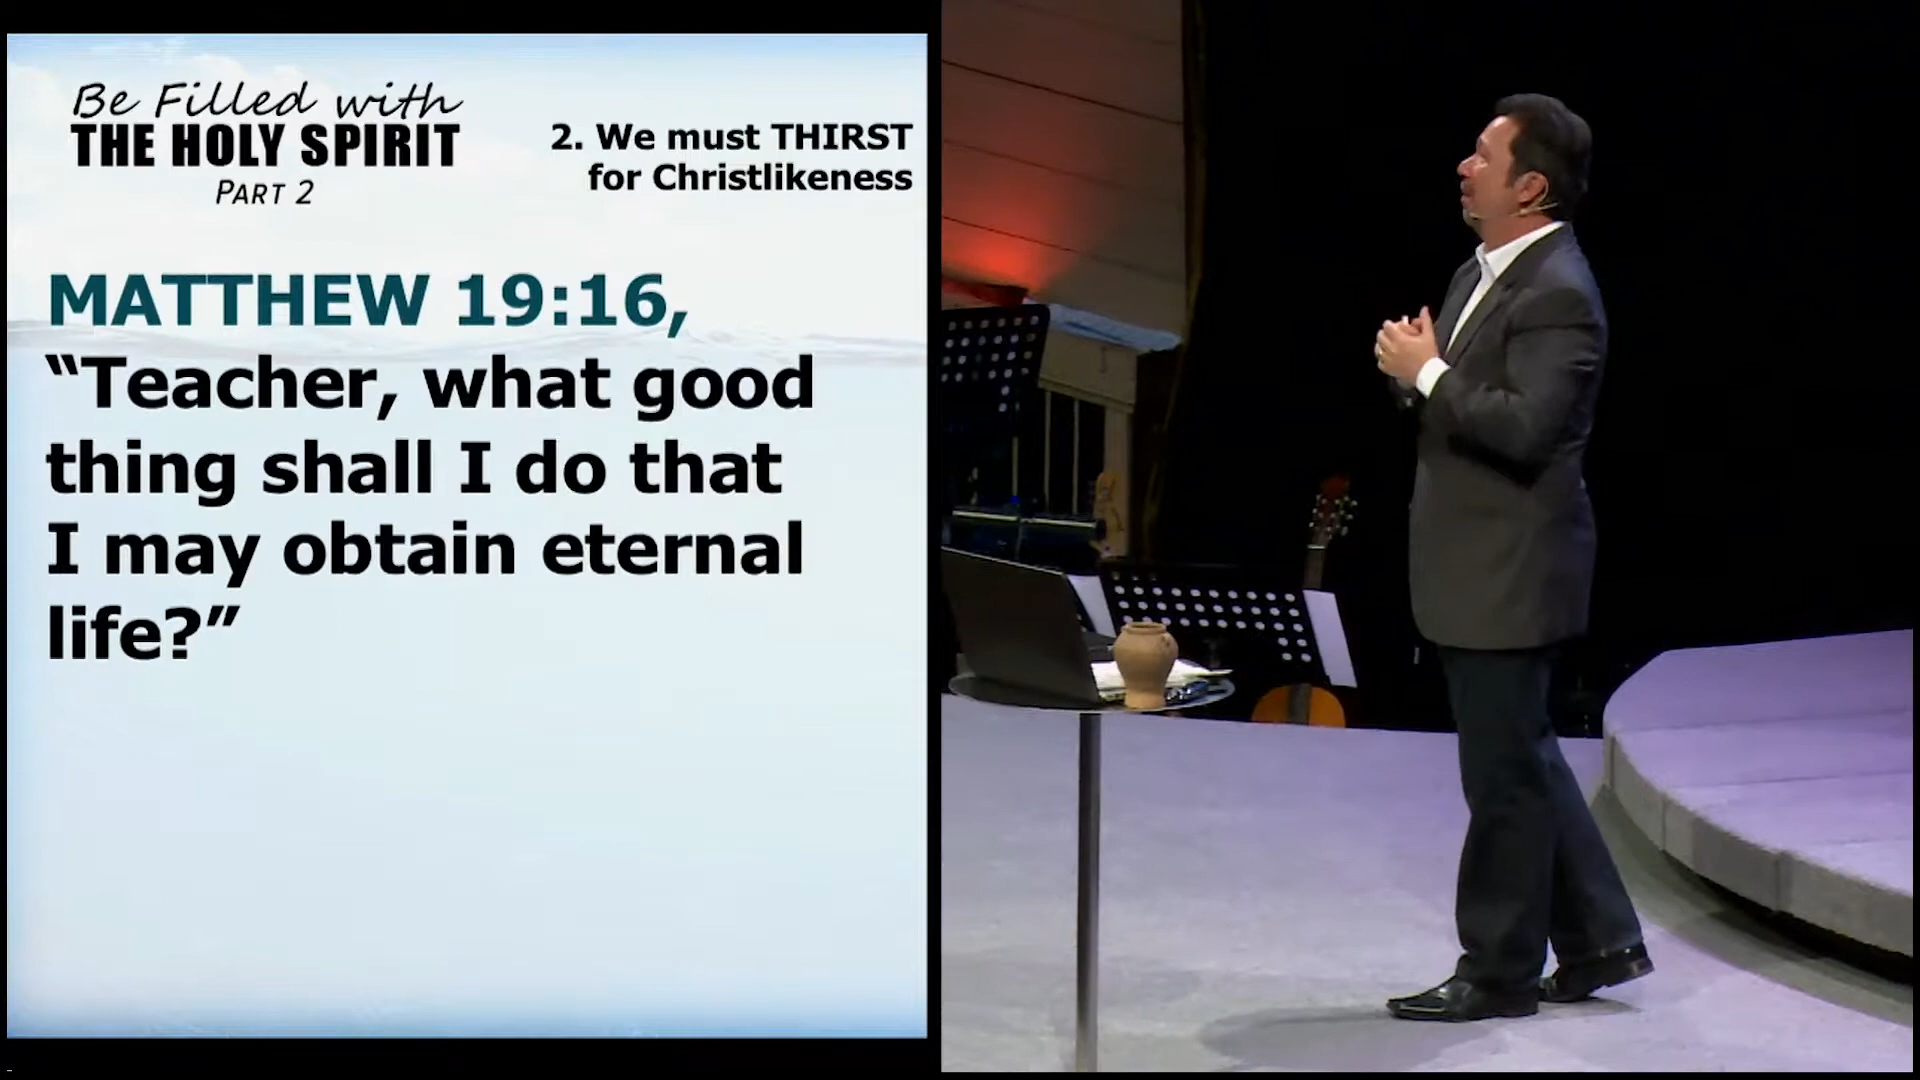 Be Filled with
THE HOLY SPIRIT
PART 2
2. We must THIRST
for Christlikeness
MATTHEW 19:16,
“Teacher, what good
thing shall I do that
I may obtain eternal
life?”